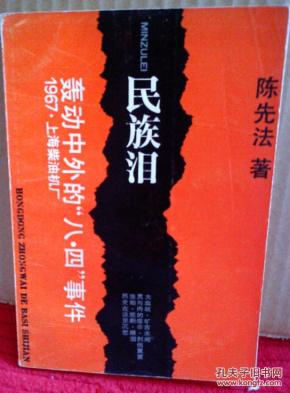 MINZULEI
民族泪
陈先法 著
轰动中外的“八·四”事件
1967·上海柴油机厂
HONGDONG ZHONGWAI DE BASI SHIJIAN
孔夫子旧书网